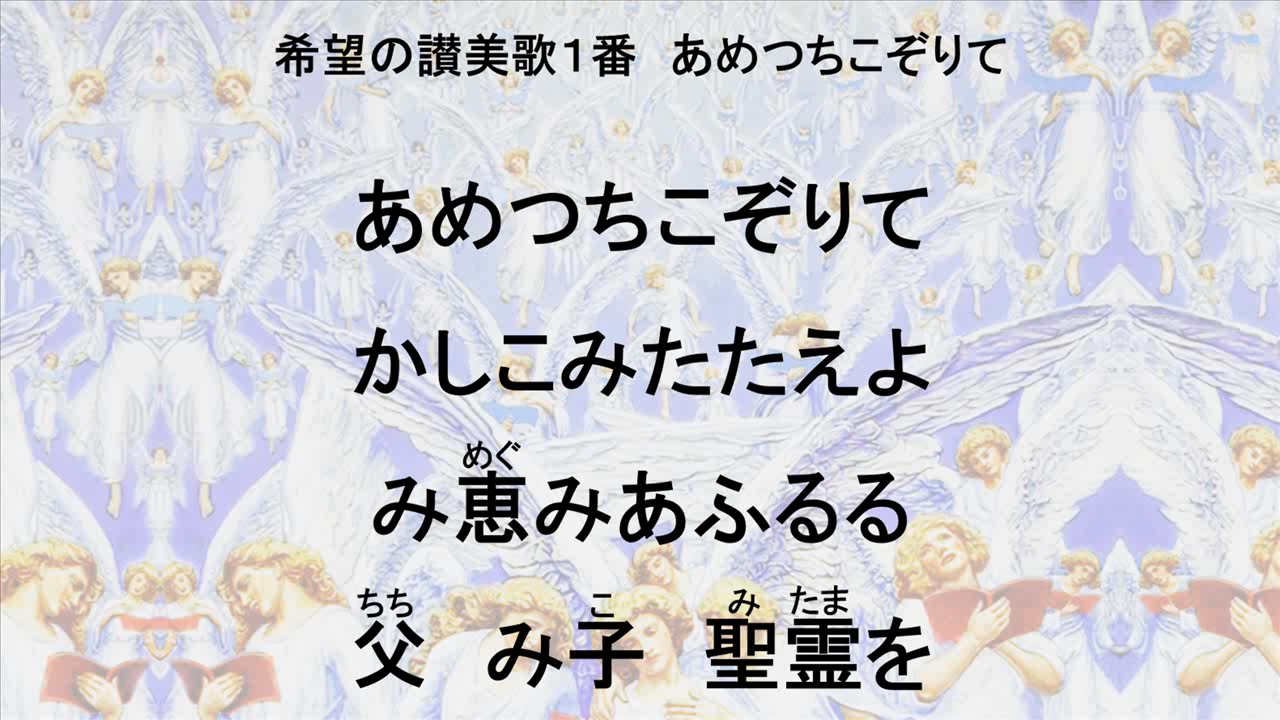 希望の讃美歌１番　あめつちこぞりて
あめつちこぞりて
かしこみたたえよ
めぐ
み恵みあふるる
ちち　こ　み たま
父　み子　聖霊を